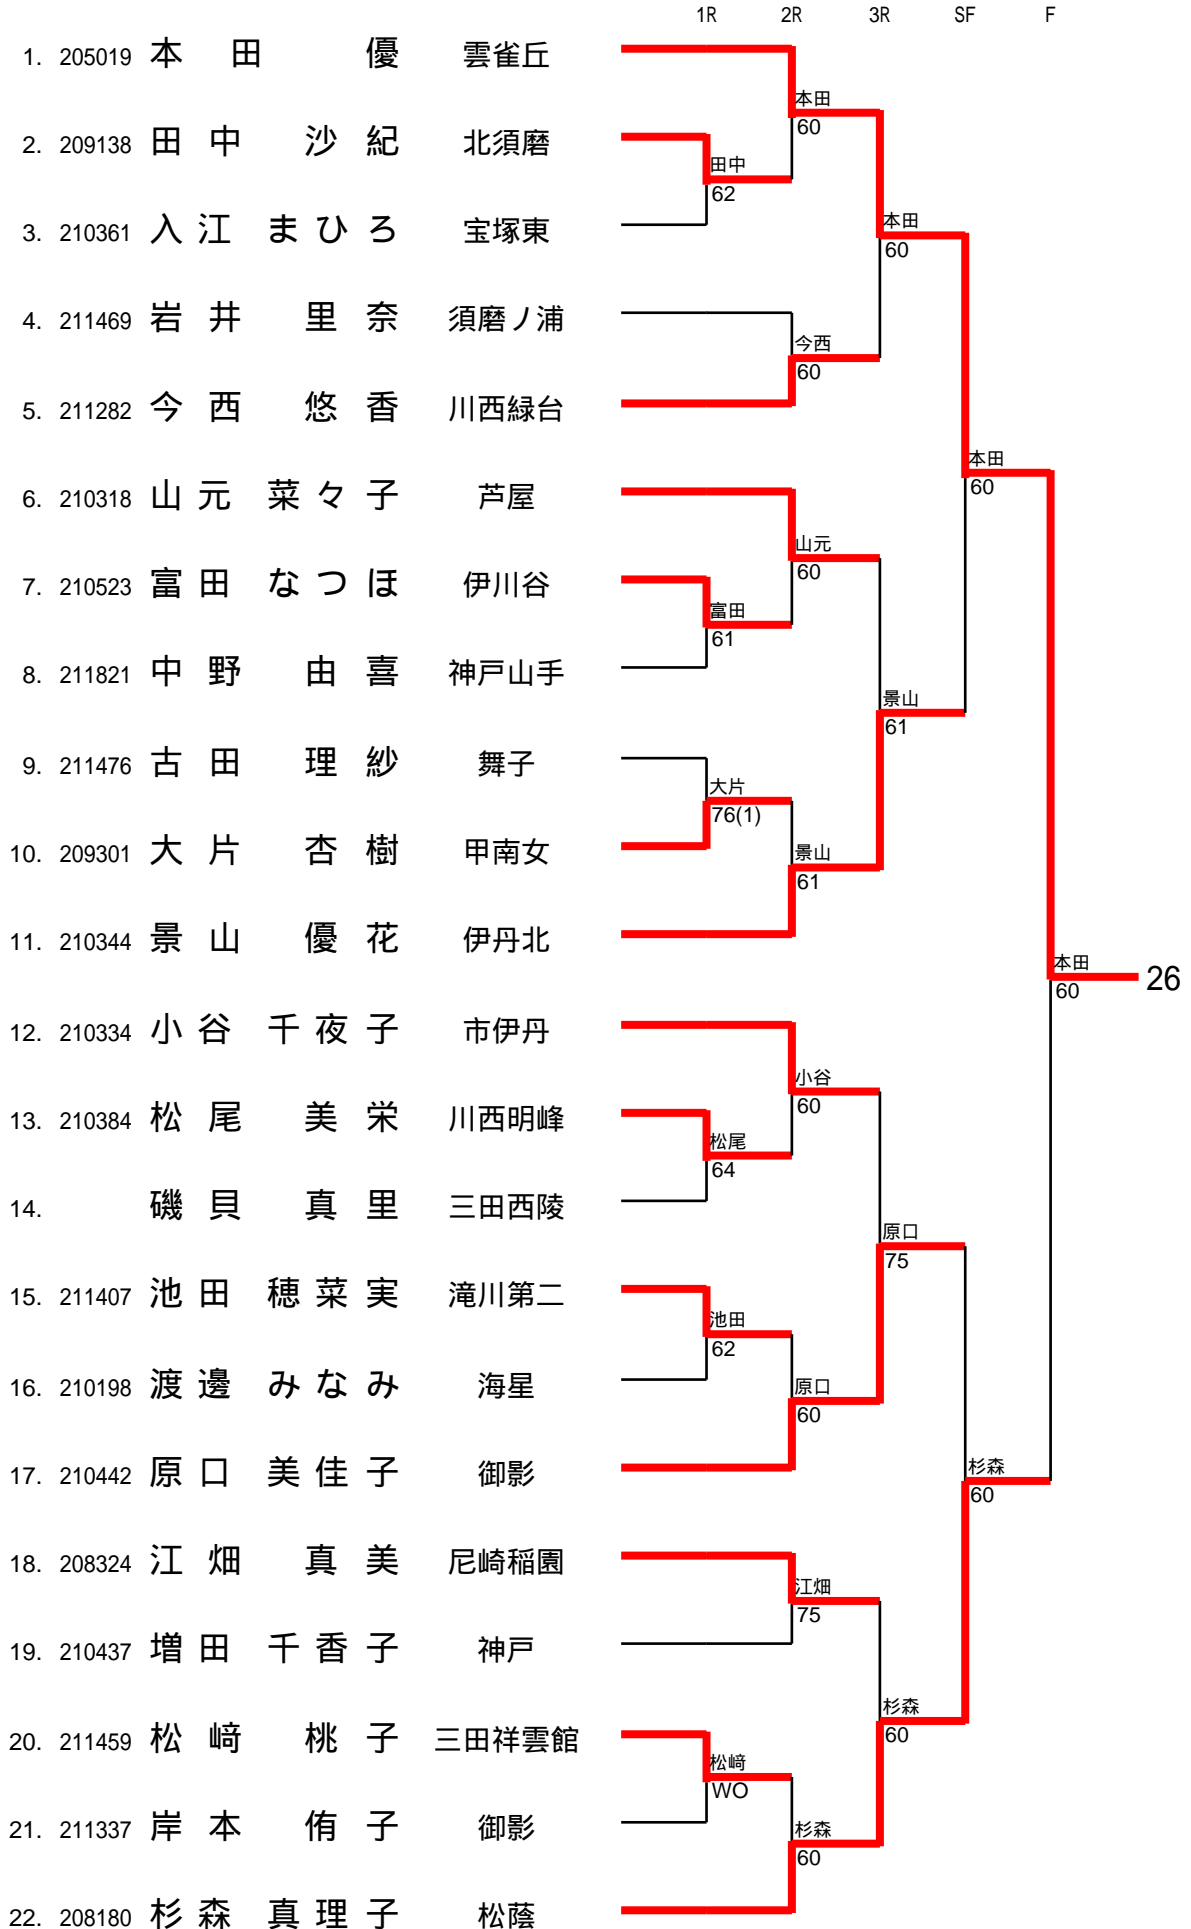 1R 2R 3R SF F
1. 205019 本田 優 雲雀丘
本田
60
2. 209138 田中 沙紀 北須磨
田中
62
3. 210361 入江 まひろ 宝塚東
本田
60
4. 211469 岩井 里奈 須磨ノ浦
今西
60
5. 211282 今西 悠香 川西緑台
本田
60
6. 210318 山元 菜々子 芦屋
山元
60
7. 210523 富田 なつほ 伊川谷
富田
61
8. 211821 中野 由喜 神戸山手
景山
61
9. 211476 古田 理紗 舞子
大片
76(1)
10. 209301 大片 杏樹 甲南女
景山
61
11. 210344 景山 優花 伊丹北
本田
60
26
12. 210334 小谷 千夜子 市伊丹
小谷
60
13. 210384 松尾 美栄 川西明峰
松尾
64
14. 磯貝 真里 三田西陵
原口
75
15. 211407 池田 穂菜実 滝川第二
池田
62
16. 210198 渡邊 みなみ 海星
原口
60
17. 210442 原口 美佳子 御影
杉森
60
18. 208324 江畑 真美 尼崎稲園
江畑
75
19. 210437 増田 千香子 神戸
杉森
60
20. 211459 松﨑 桃子 三田祥雲館
松﨑
WO
21. 211337 岸本 侑子 御影
杉森
60
22. 208180 杉森 真理子 松蔭